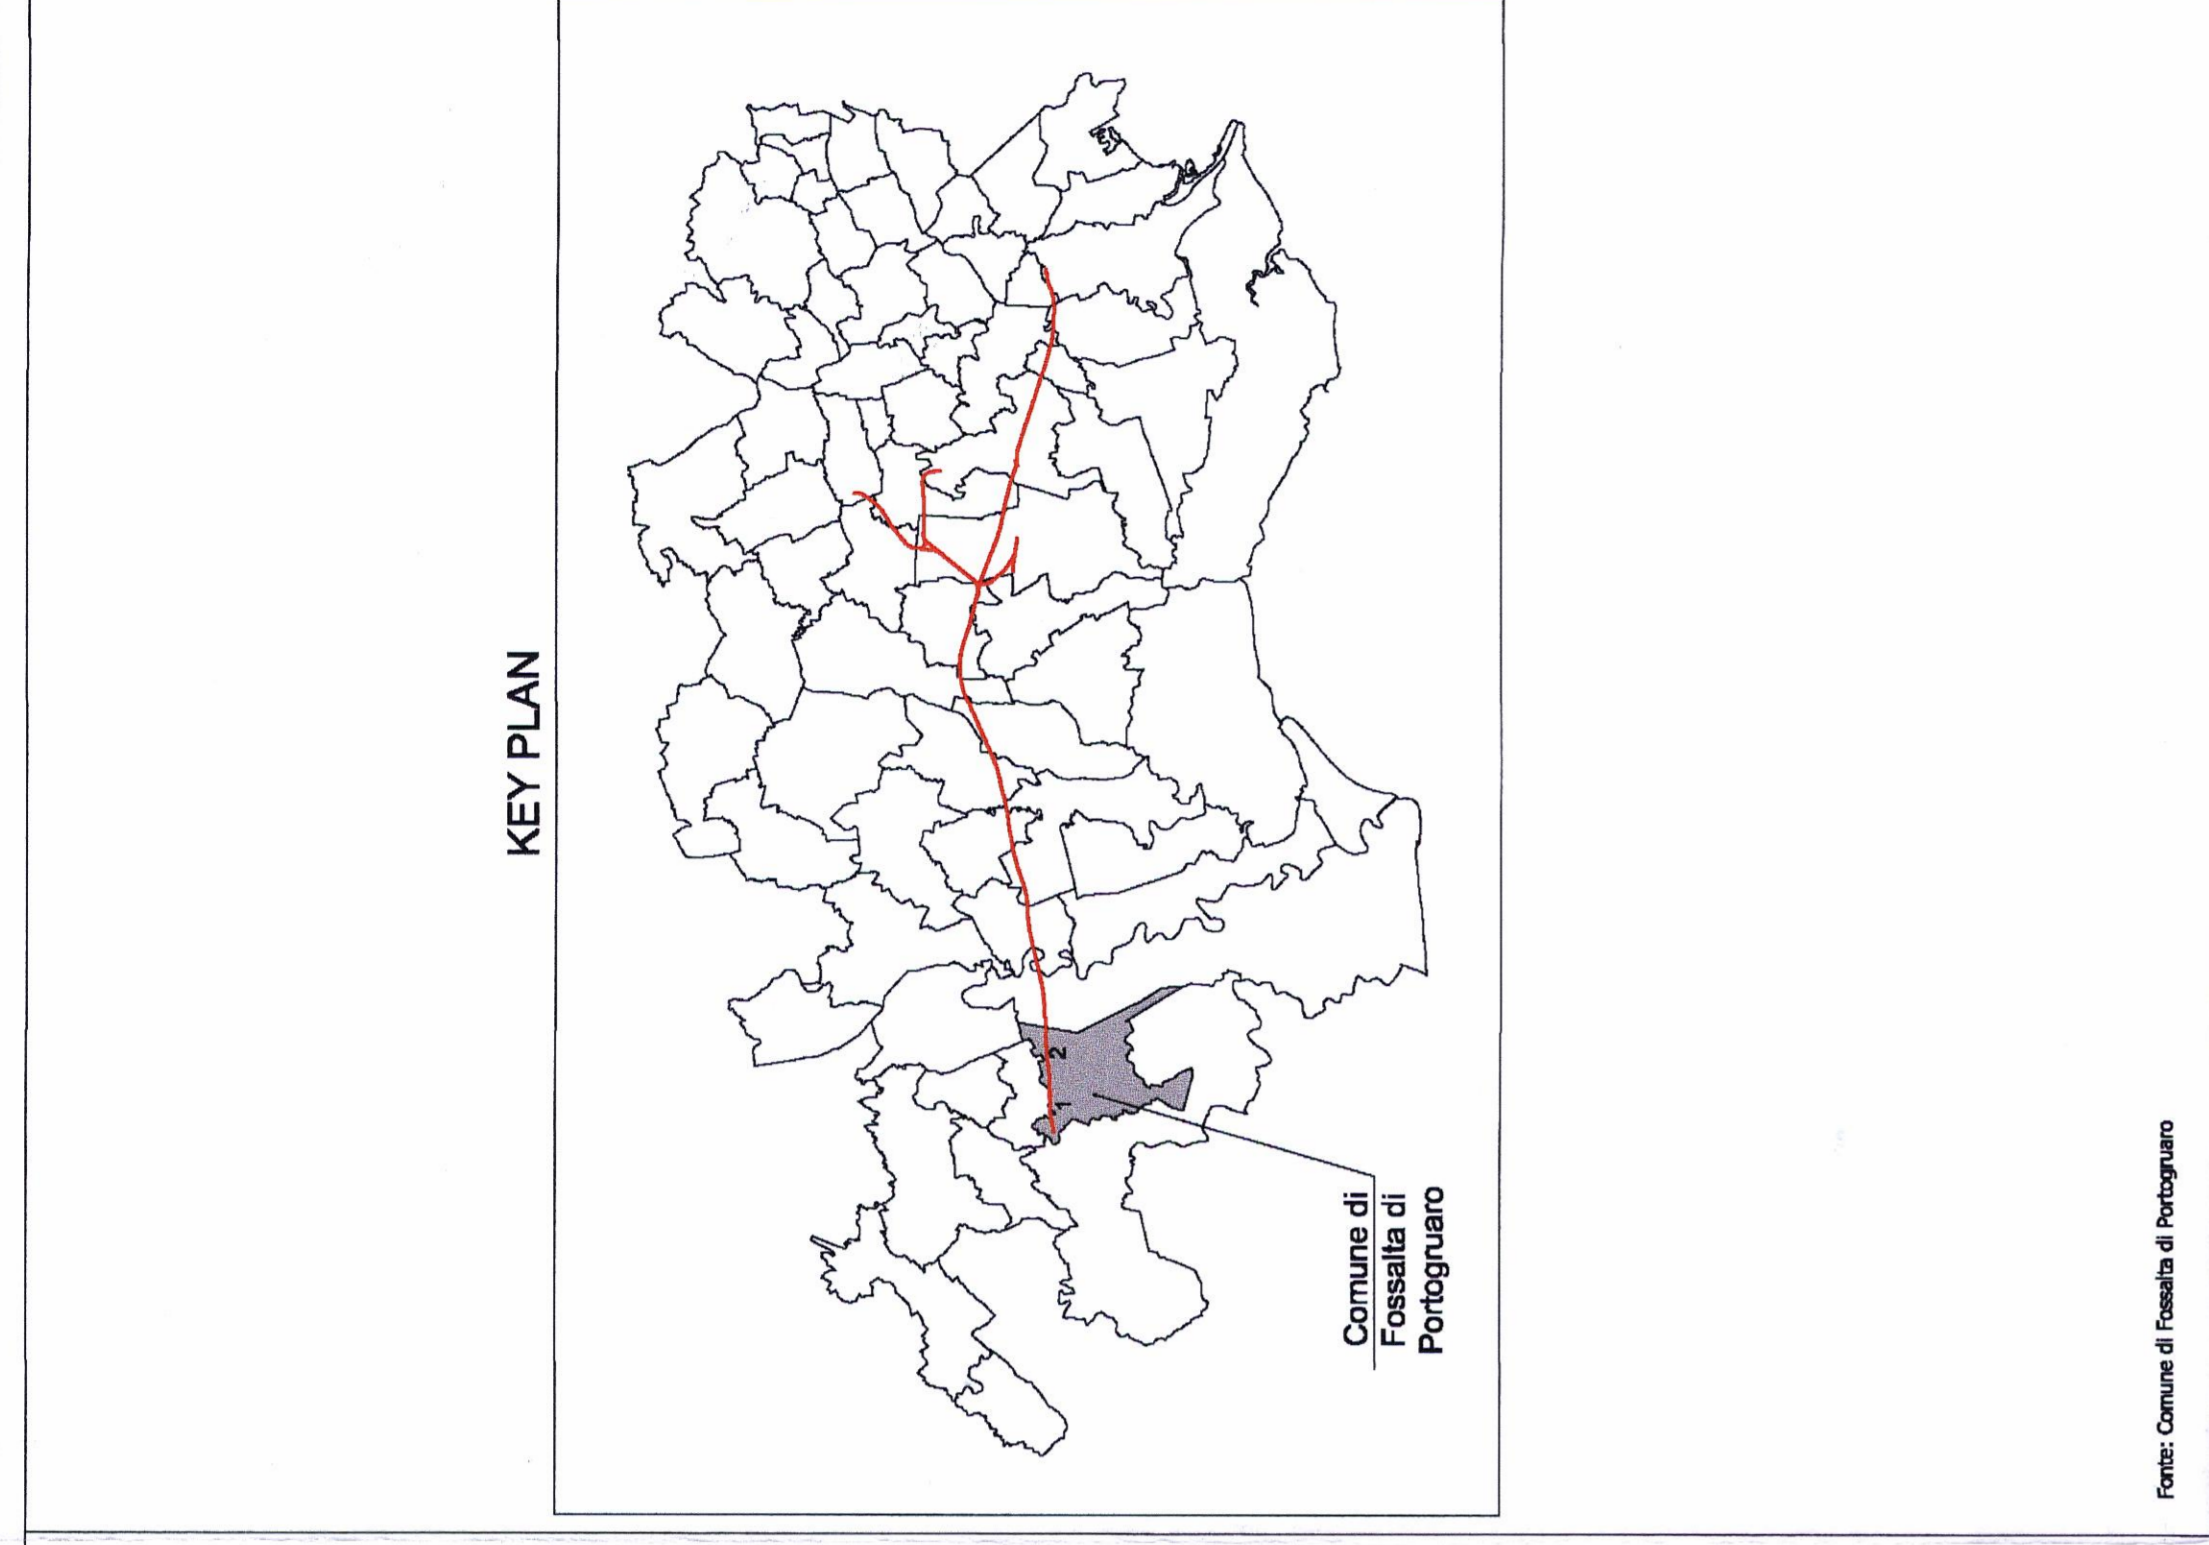 KEY PLAN
2
1
Comune di
Fossalta di
Portogruaro
Fonte: Comune di Fossalta di Portogruaro